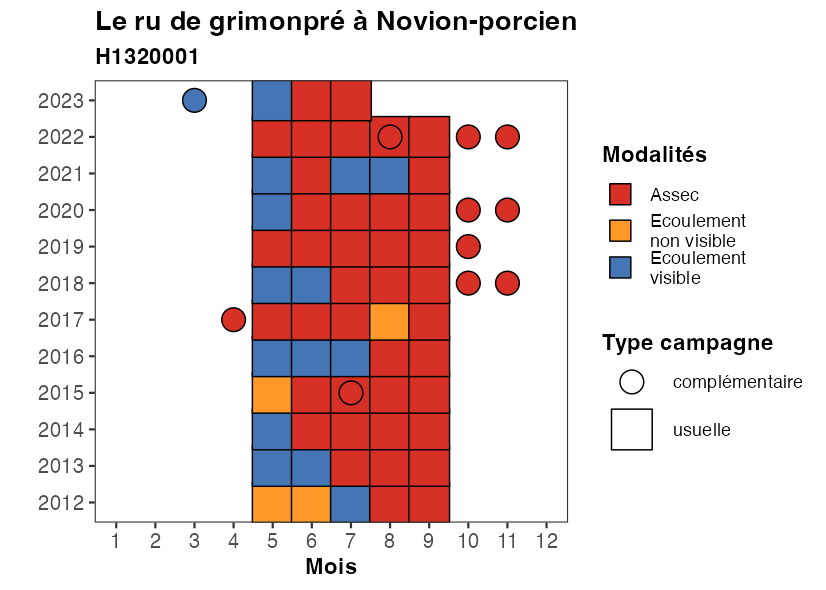 Le ru de grimonpré à Novion-porcien
H1320001
2023
2022
2021
2020
2019
2018
2017
2016
2015
2014
2013
2012
1 2 3 4 5 6 7 8 9 10 11 12
Mois
Modalités
Assec
Ecoulement
non visible
Ecoulement
visible
Type campagne
complémentaire
usuelle